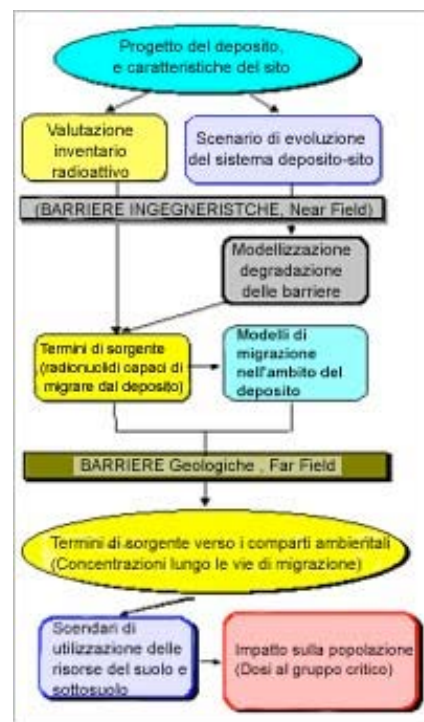 Progetto del deposito,
e caratteristiche del sito
Valutazione
inventario
radioattivo
Scenario di evoluzione
del sistema deposito-sito
(BARRIERE INGEGNERISTCHE, Near Field)
Modellizzazione
degradazione
delle barriere
Termini di sorgente
(radionuclidi capaci di
migrare dal deposito)
Modelli di
migrazione
nell'ambito del
deposito
BARRIERE Geologiche , Far Field
Termini di sorgente verso i comparti ambientali
(Concentrazioni lungo le vie di migrazione)
Scendari di
utilizzazione delle
risorse del suolo e
sottosuolo
Impatto sulla popolazione
(Dosi al gruppo critico)